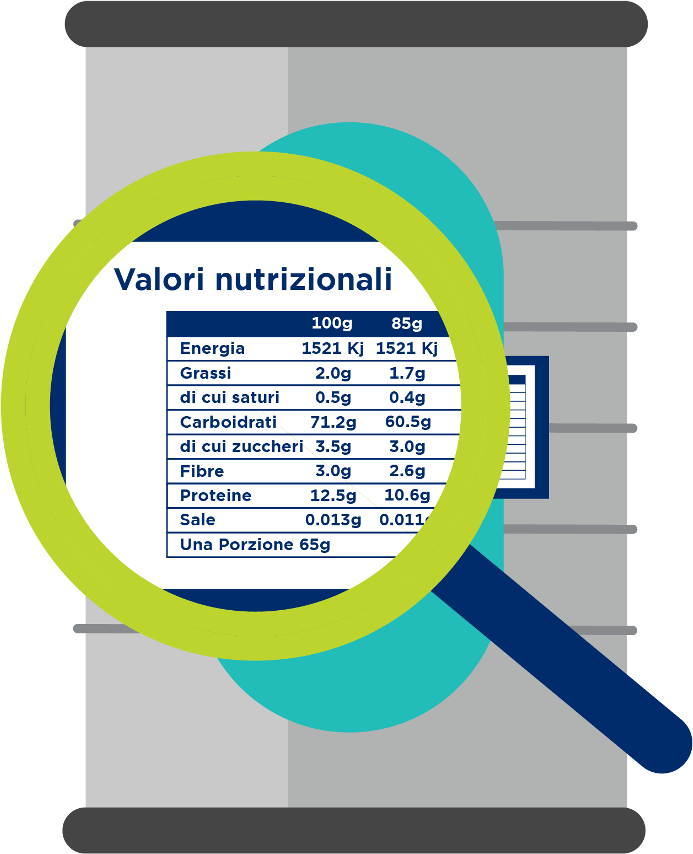 Valori nutrizionali
100g 85g
Energia 1521 Kj 1521 Kj
Grassi 2.0g 1.7g
di cui saturi 0.5g 0.4g
Carboidrati 71.2g 60.5g
di cui zuccheri 3.5g 3.0g
Fibre 3.0g 2.6g
Proteine 12.5g 10.6g
Sale 0.013g 0.011g
Una Porzione 65g